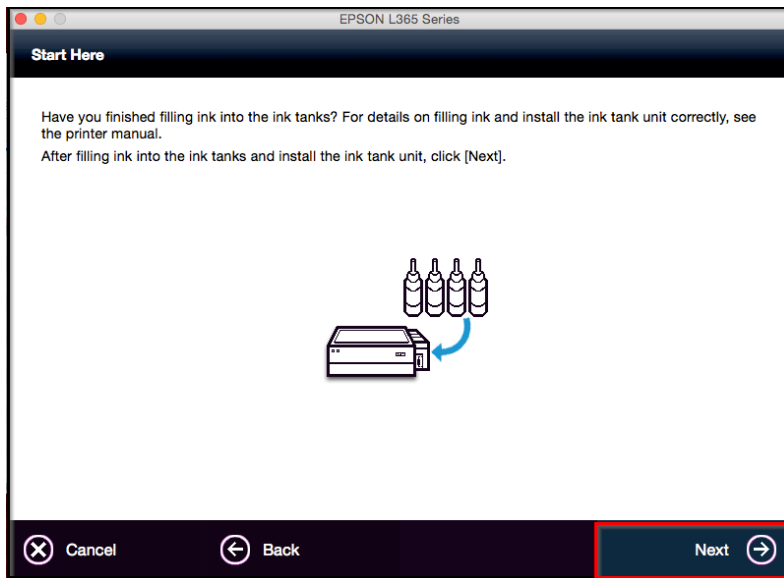 EPSON L365 Series
Start Here
Have you finished filling ink into the ink tanks? For details on filling ink and install the ink tank unit correctly, see
the printer manual.
After filling ink into the ink tanks and install the ink tank unit, click [Next].
Cancel
Back
Next